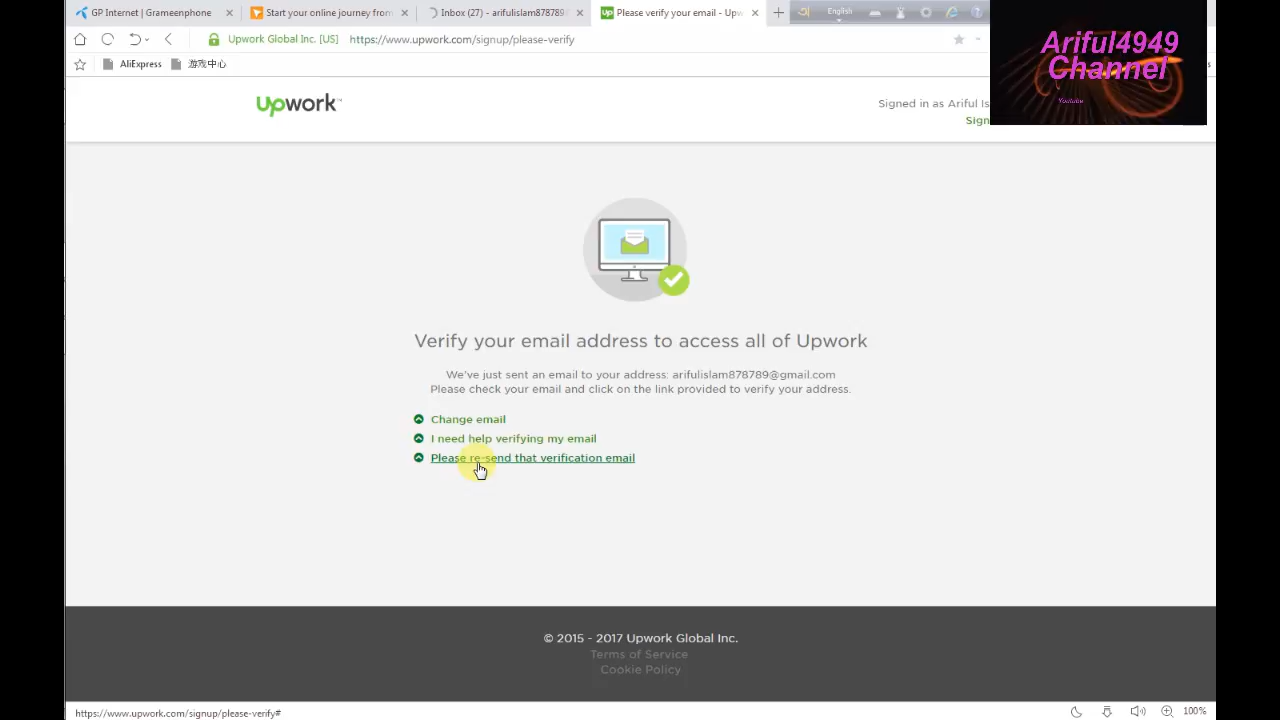 GP Internet | Grameenphone
Start your online journey from
Inbox (27) - arifulislam878789
Please verify your email - Upw
English
Upwork Global Inc. [US]
https://www.upwork.com/signup/please-verify
AliExpress
游戏中心
Ariful4949
Channel
Youtube
upwork
Signed in as Ariful Is
Sign
Verify your email address to access all of Upwork
We've just sent an email to your address: arifulislam878789@gmail.com
Please check your email and click on the link provided to verify your address.
Change email
I need help verifying my email
Please re-send that verification email
© 2015 - 2017 Upwork Global Inc.
Terms of Service
Cookie Policy
https://www.upwork.com/signup/please-verify#
100%